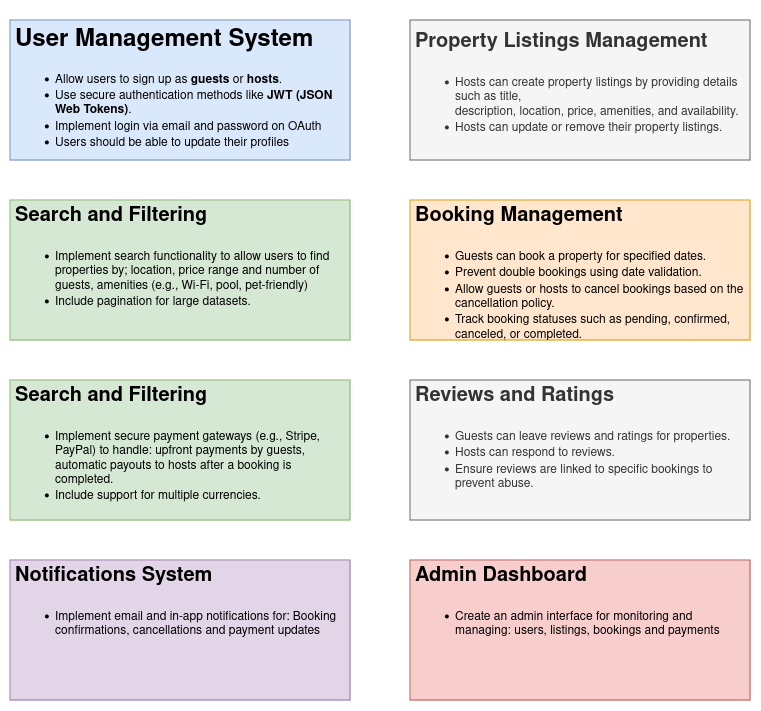 User Management System
• Allow users to sign up as guests or hosts.
• Use secure authentication methods like JWT (JSON
Web Tokens).
• Implement login via email and password on OAuth
• Users should be able to update their profiles
Property Listings Management
• Hosts can create property listings by providing details
such as title,
description, location, price, amenities, and availability.
• Hosts can update or remove their property listings.
Search and Filtering
• Implement search functionality to allow users to find
properties by; location, price range and number of
guests, amenities (e.g., Wi-Fi, pool, pet-friendly)
• Include pagination for large datasets.
Booking Management
• Guests can book a property for specified dates.
• Prevent double bookings using date validation.
• Allow guests or hosts to cancel bookings based on the
cancellation policy.
• Track booking statuses such as pending, confirmed,
canceled, or completed.
Search and Filtering
• Implement secure payment gateways (e.g., Stripe,
PayPal) to handle: upfront payments by guests,
automatic payouts to hosts after a booking is
completed.
• Include support for multiple currencies.
Reviews and Ratings
• Guests can leave reviews and ratings for properties.
• Hosts can respond to reviews.
• Ensure reviews are linked to specific bookings to
prevent abuse.
Notifications System
• Implement email and in-app notifications for: Booking
confirmations, cancellations and payment updates
Admin Dashboard
• Create an admin interface for monitoring and
managing: users, listings, bookings and payments